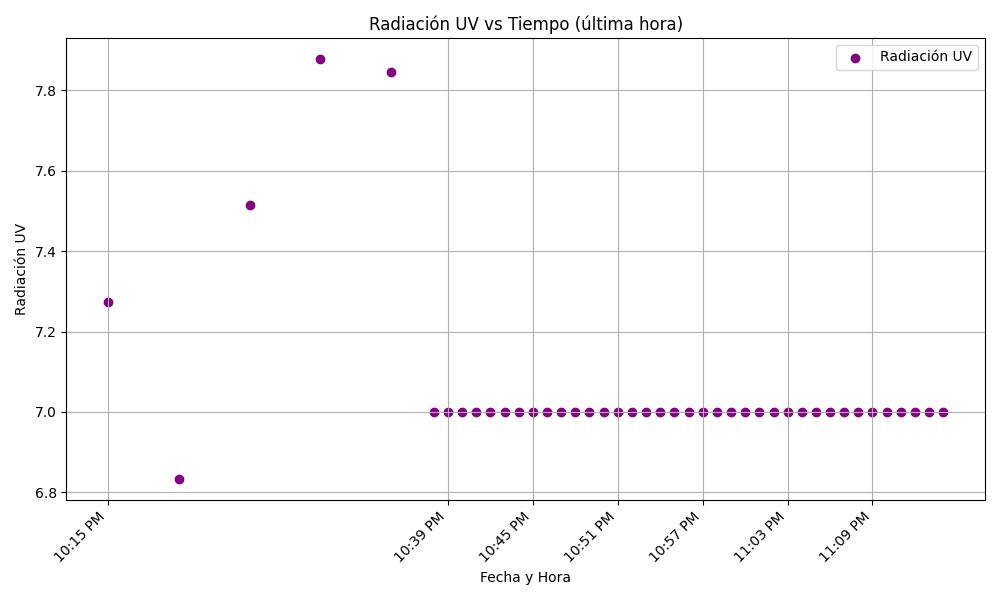 Radiación UV vs Tiempo (última hora)
Radiación UV
7.8
7.6
7.4
7.2
7.0
6.8
Radiación UV
10:15 PM
10:39 PM
10:45 PM
10:51 PM
10:57 PM
11:03 PM
11:09 PM
Fecha y Hora